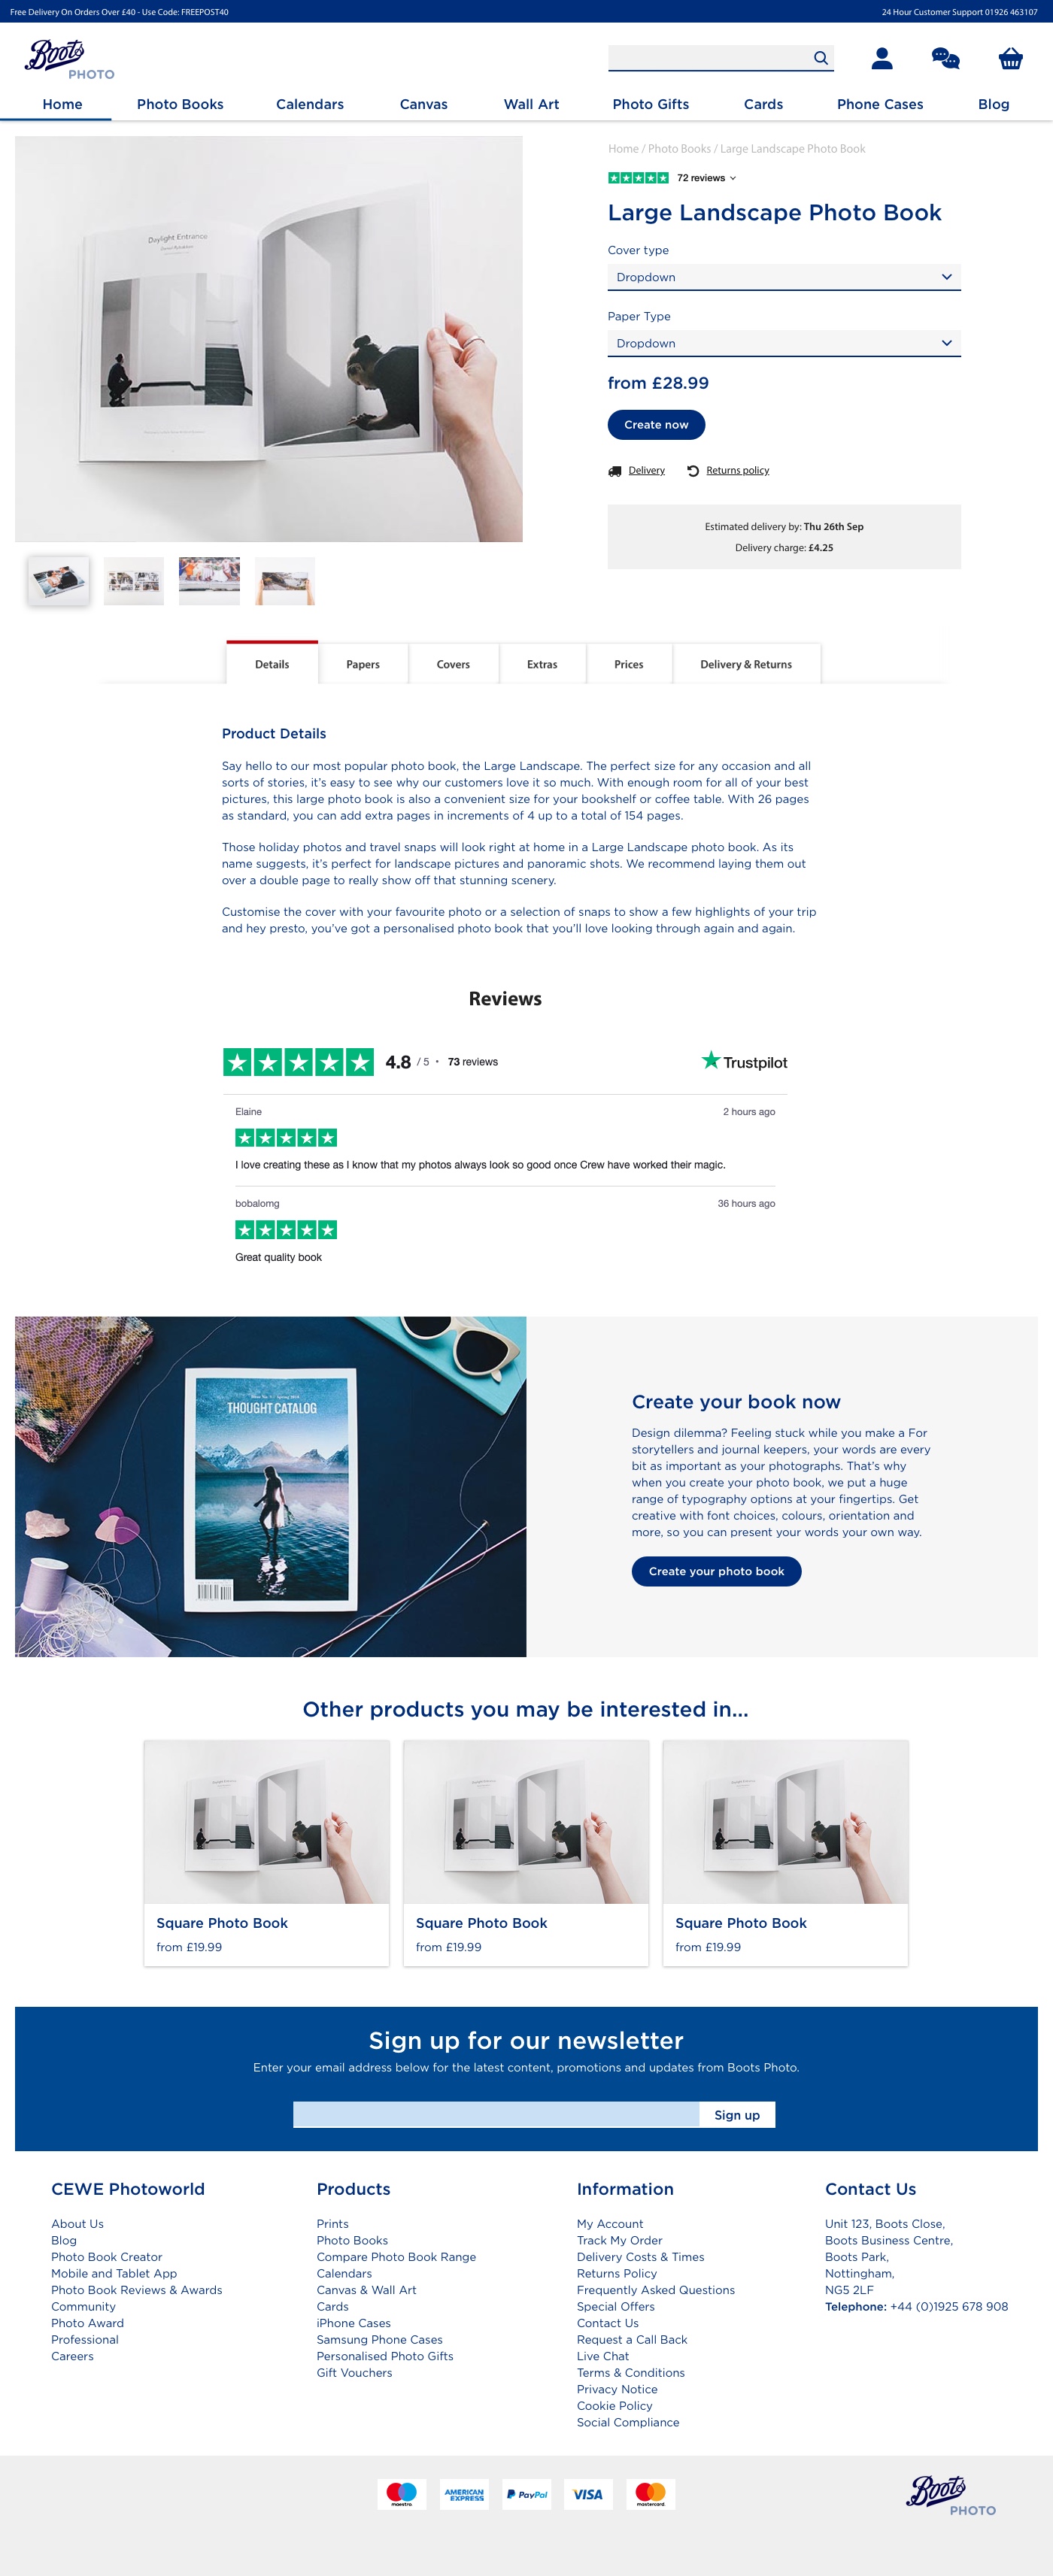 Free Delivery On Orders Over £40 - Use Code: FREEPOST40
24 Hour Customer Support 01926 463107
Boots
PHOTO
Home
Photo Books
Calendars
Canvas
Wall Art
Photo Gifts
Cards
Phone Cases
Blog
Daylight Entrance
Home / Photo Books / Large Landscape Photo Book
72 reviews
Large Landscape Photo Book
Cover type
Dropdown
Paper Type
Dropdown
from £28.99
Create now
Delivery
Returns policy
Estimated delivery by: Thu 26th Sep
Delivery charge: £4.25
Details
Papers
Covers
Extras
Prices
Delivery & Returns
Product Details
Say hello to our most popular photo book, the Large Landscape. The perfect size for any occasion and all
sorts of stories, it's easy to see why our customers love it so much. With enough room for all of your best
pictures, this large photo book is also a convenient size for your bookshelf or coffee table. With 26 pages
as standard, you can add extra pages in increments of 4 up to a total of 154 pages.
Those holiday photos and travel snaps will look right at home in a Large Landscape photo book. As its
name suggests, it's perfect for landscape pictures and panoramic shots. We recommend laying them out
over a double page to really show off that stunning scenery.
Customise the cover with your favourite photo or a selection of snaps to show a few highlights of your trip
and hey presto, you've got a personalised photo book that you'll love looking through again and again.
Reviews
4.8 / 5 • 73 reviews
Trustpilot
Elaine
2 hours ago
I love creating these as I know that my photos always look so good once Crew have worked their magic.
bobalomg
36 hours ago
Great quality book
THOUGHT CATALOG
Create your book now
Design dilemma? Feeling stuck while you make a For
storytellers and journal keepers, your words are every
bit as important as your photographs. That's why
when you create your photo book, we put a huge
range of typography options at your fingertips. Get
creative with font choices, colours, orientation and
more, so you can present your words your own way.
Create your photo book
Other products you may be interested in...
Square Photo Book
from £19.99
Square Photo Book
from £19.99
Square Photo Book
from £19.99
Sign up for our newsletter
Enter your email address below for the latest content, promotions and updates from Boots Photo.
Sign up
CEWE Photoworld
About Us
Blog
Photo Book Creator
Mobile and Tablet App
Photo Book Reviews & Awards
Community
Photo Award
Professional
Careers
Products
Prints
Photo Books
Compare Photo Book Range
Calendars
Canvas & Wall Art
Cards
iPhone Cases
Samsung Phone Cases
Personalised Photo Gifts
Gift Vouchers
Information
My Account
Track My Order
Delivery Costs & Times
Returns Policy
Frequently Asked Questions
Special Offers
Contact Us
Request a Call Back
Live Chat
Terms & Conditions
Privacy Notice
Cookie Policy
Social Compliance
Contact Us
Unit 123, Boots Close,
Boots Business Centre,
Boots Park,
Nottingham,
NG5 2LF
Telephone: +44 (0)1925 678 908
maestro
AMERICAN EXPRESS
PayPal
VISA
mastercard
Boots
PHOTO